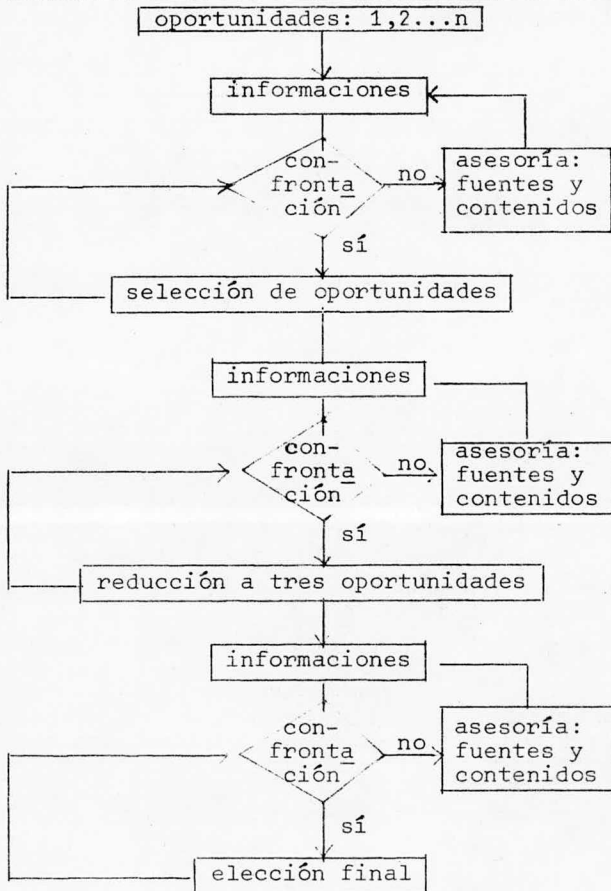 oportunidades: 1,2...n
informaciones
con-
fronta
ción
no
asesoría:
fuentes y
contenidos
sí
selección de oportunidades
informaciones
con-
fronta
ción
no
asesoría:
fuentes y
contenidos
sí
reducción a tres oportunidades
informaciones
con-
fronta
ción
no
asesoría:
fuentes y
contenidos
sí
elección final